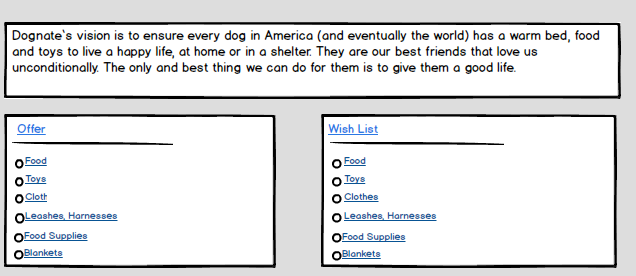 Dognate's vision is to ensure every dog in America (and eventually the world) has a warm bed, food
and toys to live a happy life, at home or in a shelter. They are our best friends that love us
unconditionally. The only and best thing we can do for them is to give them a good life.
Offer
Food
Toys
Cloth
Leashes, Harnesses
Food Supplies
Blankets
Wish List
Food
Toys
Clothes
Leashes, Harnesses
Food Supplies
Blankets